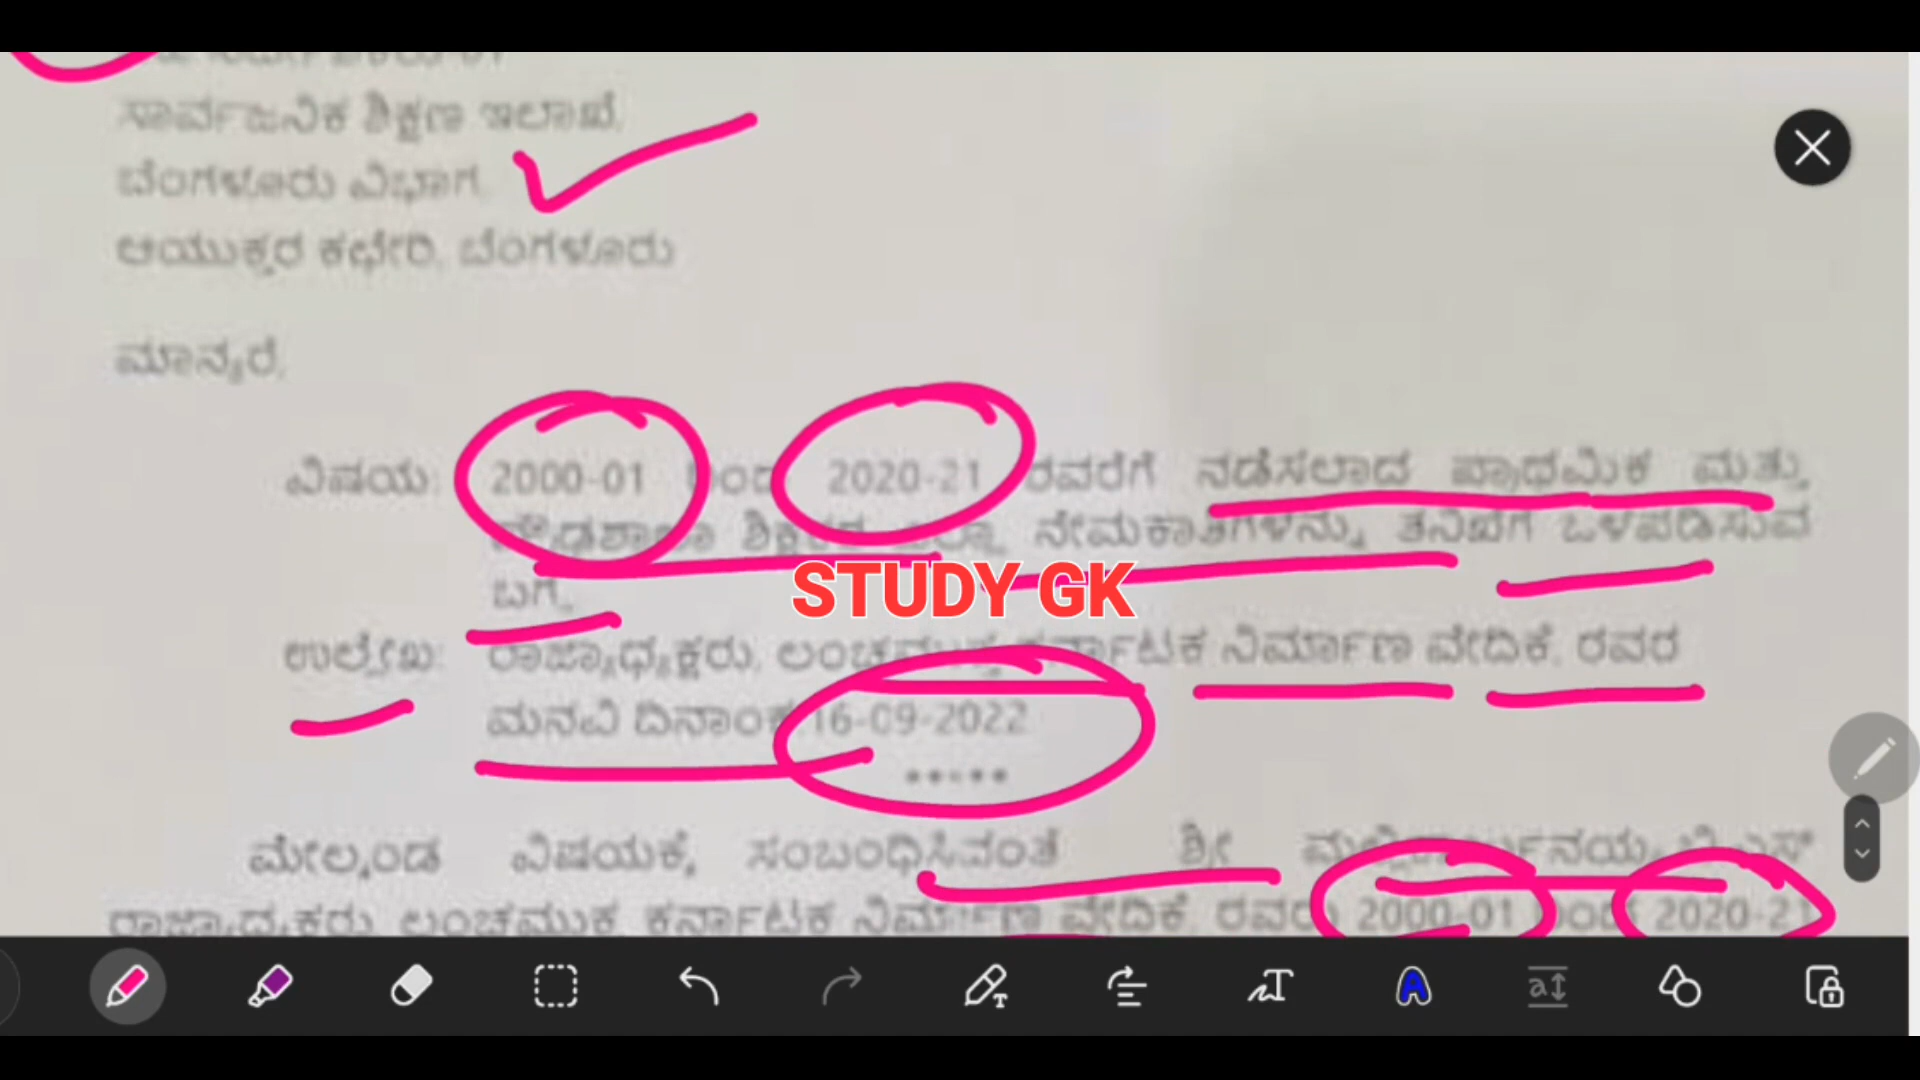 ಸಾರ್ವಜನಿಕ ಶಿಕ್ಷಣ ಇಲಾಖೆ,
ಬೆಂಗಳೂರು ವಿಭಾಗ
ಆಯುಕ್ತರ ಕಛೇರಿ, ಬೆಂಗಳೂರು
ಮಾನ್ಯರೆ,
ವಿಷಯ: 2000-01 ರಿಂದ 2020-21 ರವರೆಗೆ ನಡೆಸಲಾದ ಪ್ರಾಥಮಿಕ ಮತ್ತು
ಪ್ರೌಢಶಾಲಾ ಶಿಕ್ಷಕರ ಎಲ್ಲಾ ನೇಮಕಾತಿಗಳನ್ನು ತನಿಖೆಗೆ ಒಳಪಡಿಸುವ
ಬಗ್ಗೆ
STUDY GK
ಉಲ್ಲೇಖ: ರಾಜ್ಯಾಧ್ಯಕ್ಷರು, ಲಂಚಮುಕ್ತ ಕರ್ನಾಟಕ ನಿರ್ಮಾಣ ವೇದಿಕೆ, ರವರ
ಮನವಿ ದಿನಾಂಕ 16-09-2022
ಮೇಲ್ಕಂಡ ವಿಷಯಕ್ಕೆ ಸಂಬಂಧಿಸಿವಂತೆ ಶ್ರೀ
ರಾಜ್ಯಾಧ್ಯಕ್ಷರು, ಲಂಚಮುಕ್ತ ಕರ್ನಾಟಕ ನಿರ್ಮಾಣ ವೇದಿಕೆ, ರವರು 2000-01 ರಿಂದ 2020-21